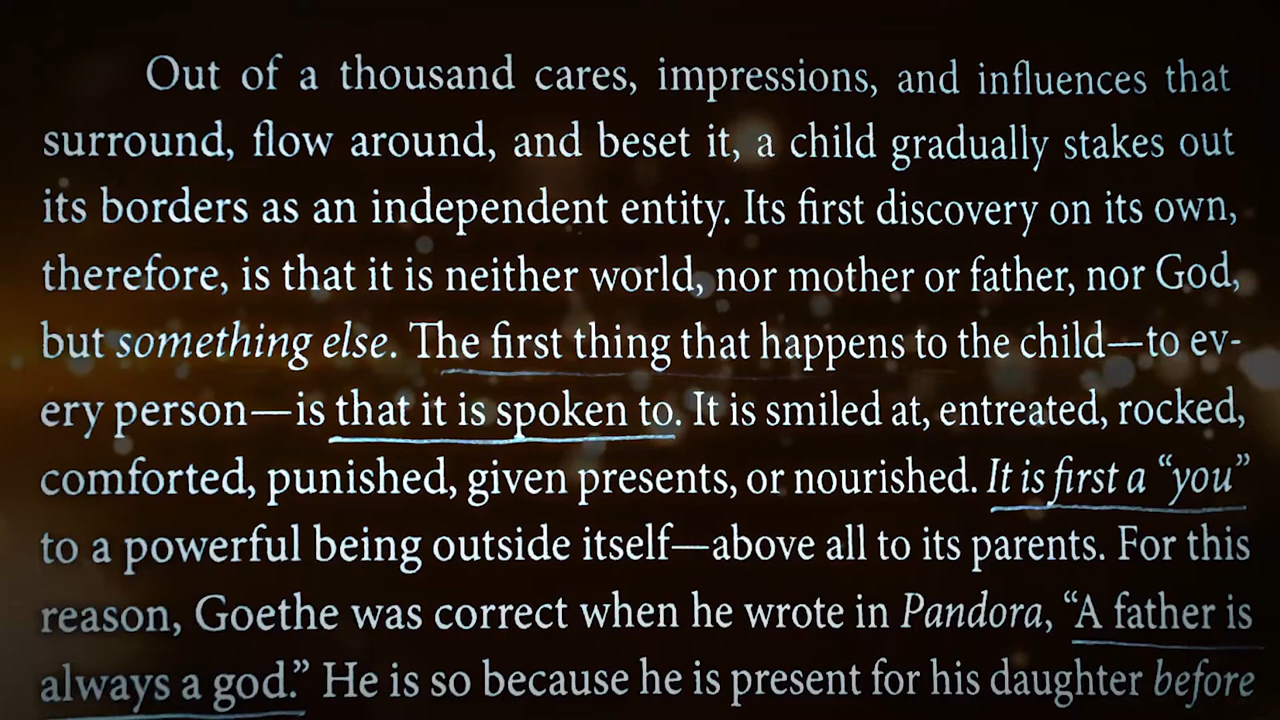 Out of a thousand cares, impressions, and influences that
surround, flow around, and beset it, a child gradually stakes out
its borders as an independent entity. Its first discovery on its own,
therefore, is that it is neither world, nor mother or father, nor God,
but something else. The first thing that happens to the child—to ev-
ery person—is that it is spoken to. It is smiled at, entreated, rocked,
comforted, punished, given presents, or nourished. It is first a “you”
to a powerful being outside itself—above all to its parents. For this
reason, Goethe was correct when he wrote in Pandora, “A father is
always a god.” He is so because he is present for his daughter before